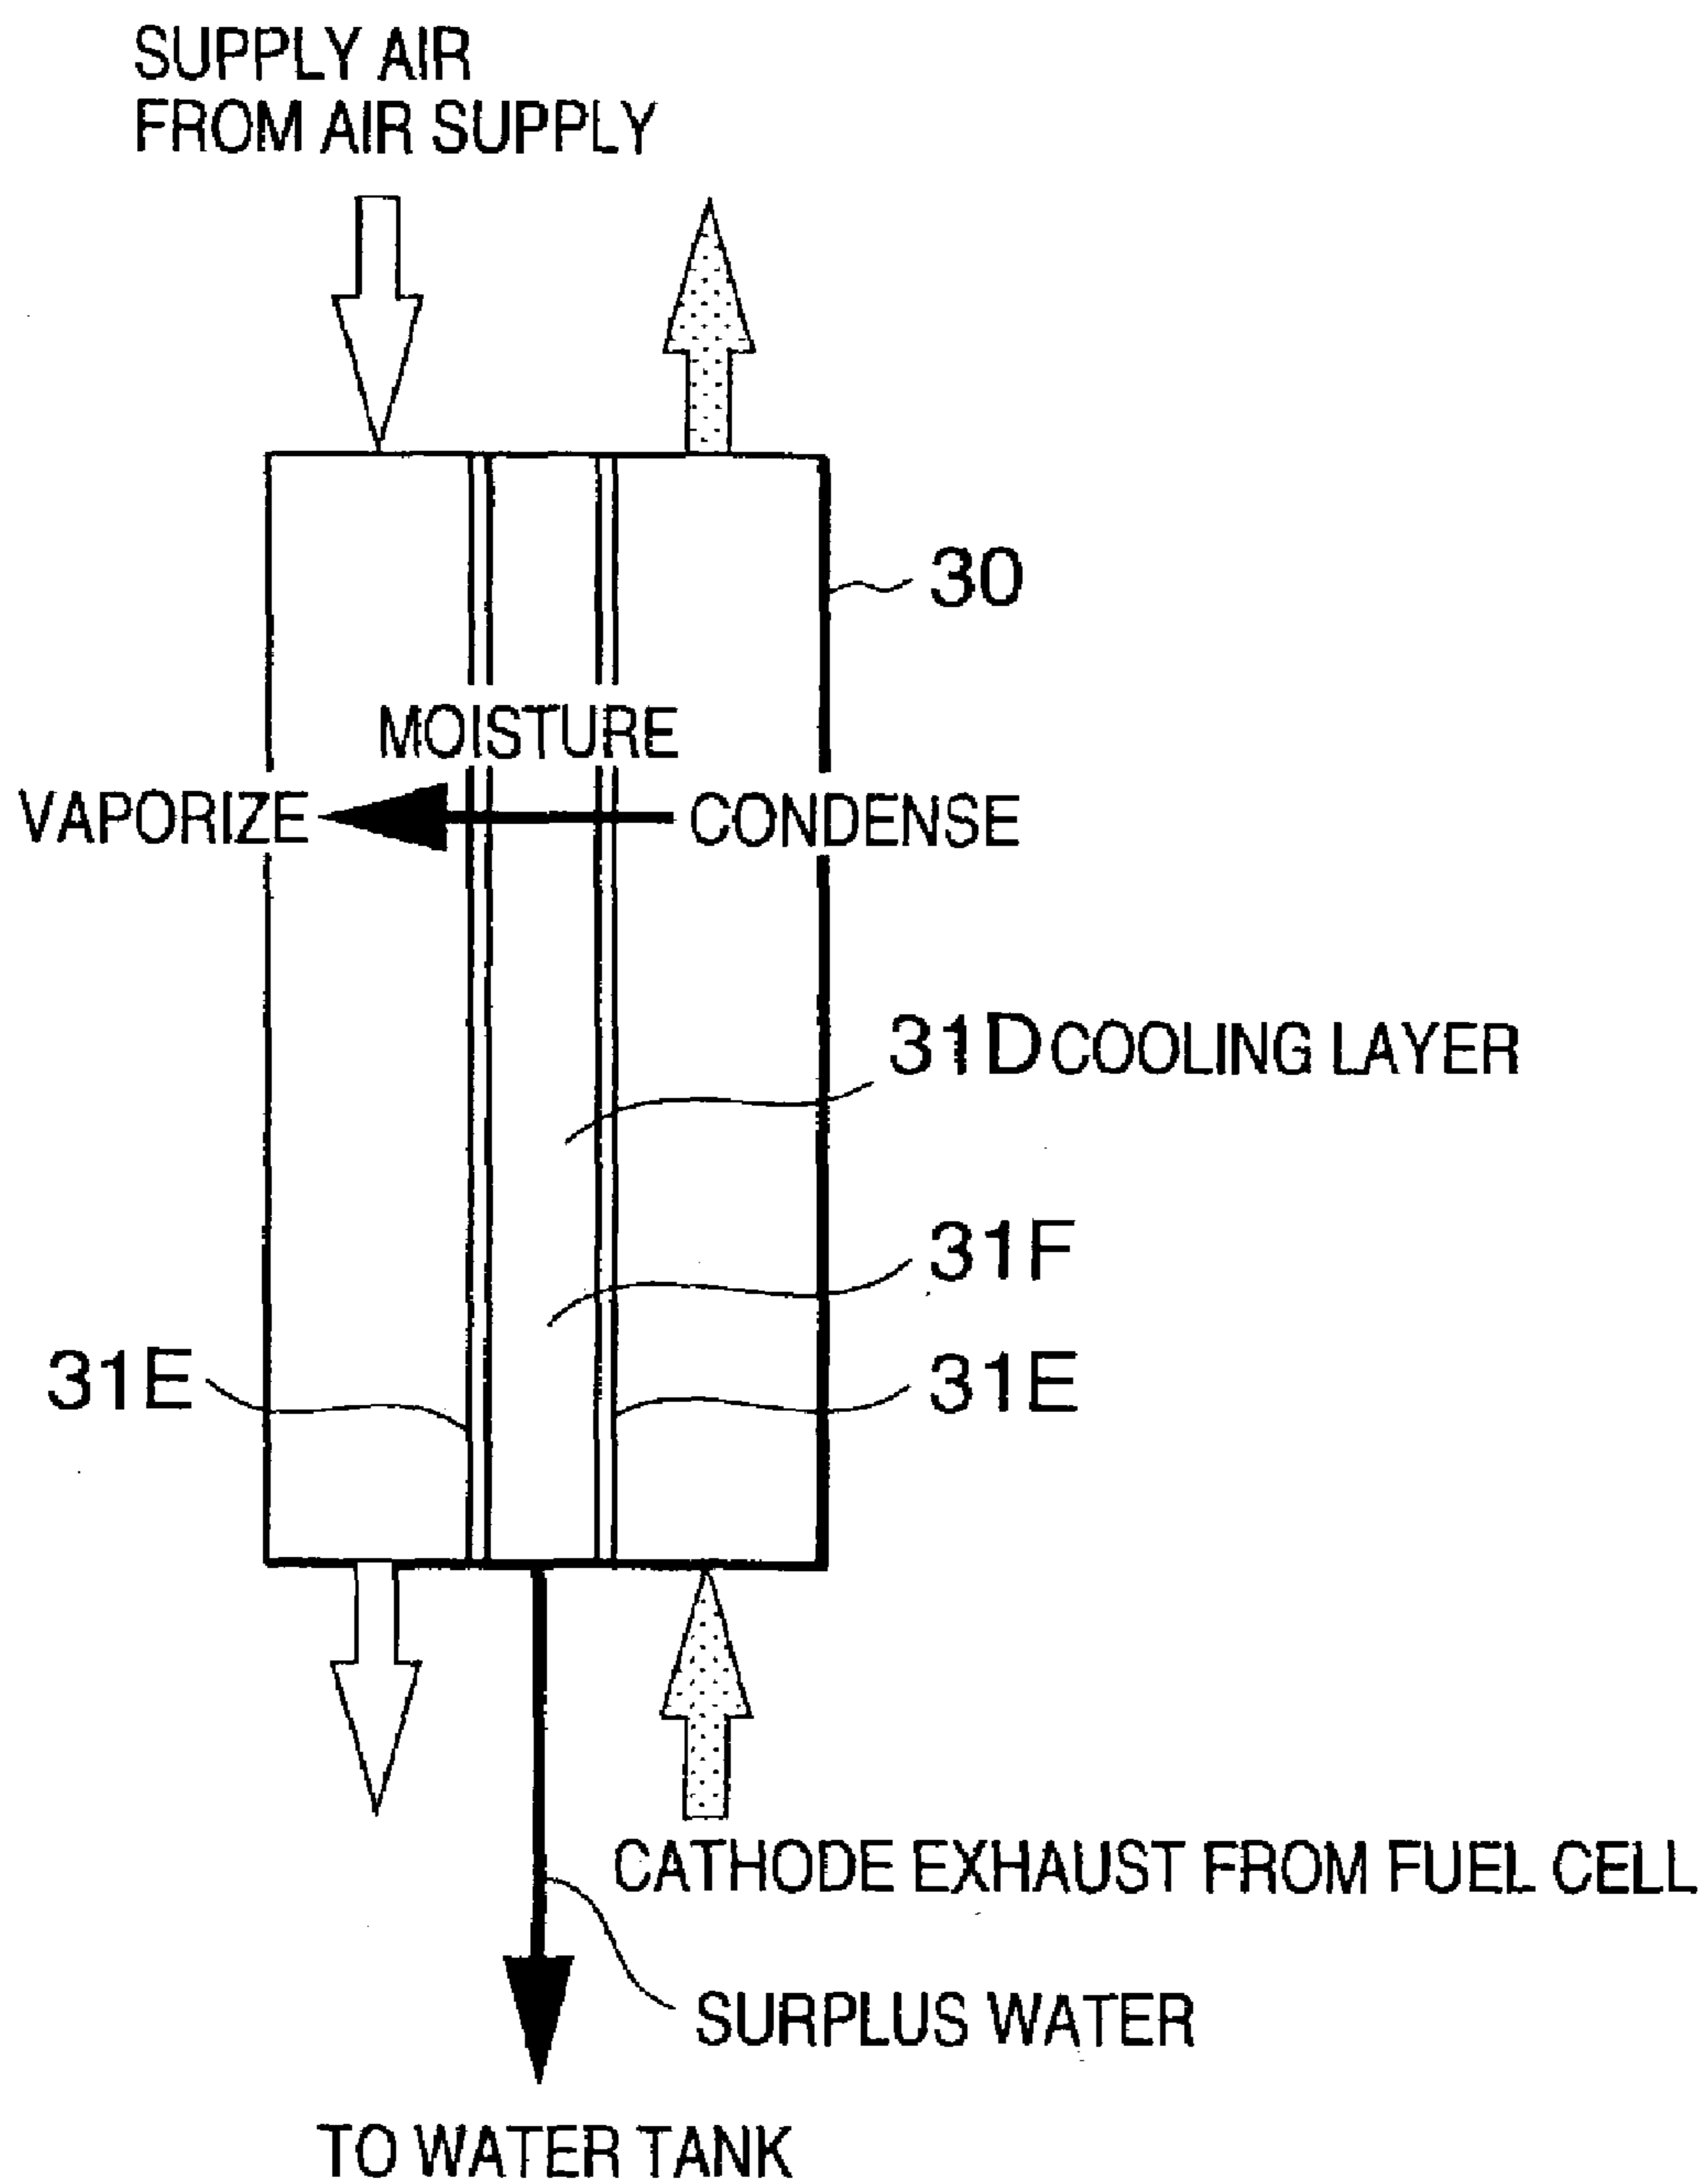 SUPPLY AIR
FROM AIR SUPPLY
30
MOISTURE
VAPORIZE
CONDENSE
31D COOLING LAYER
31F
31E
31E
CATHODE EXHAUST FROM FUEL CELL
SURPLUS WATER
TO WATER TANK